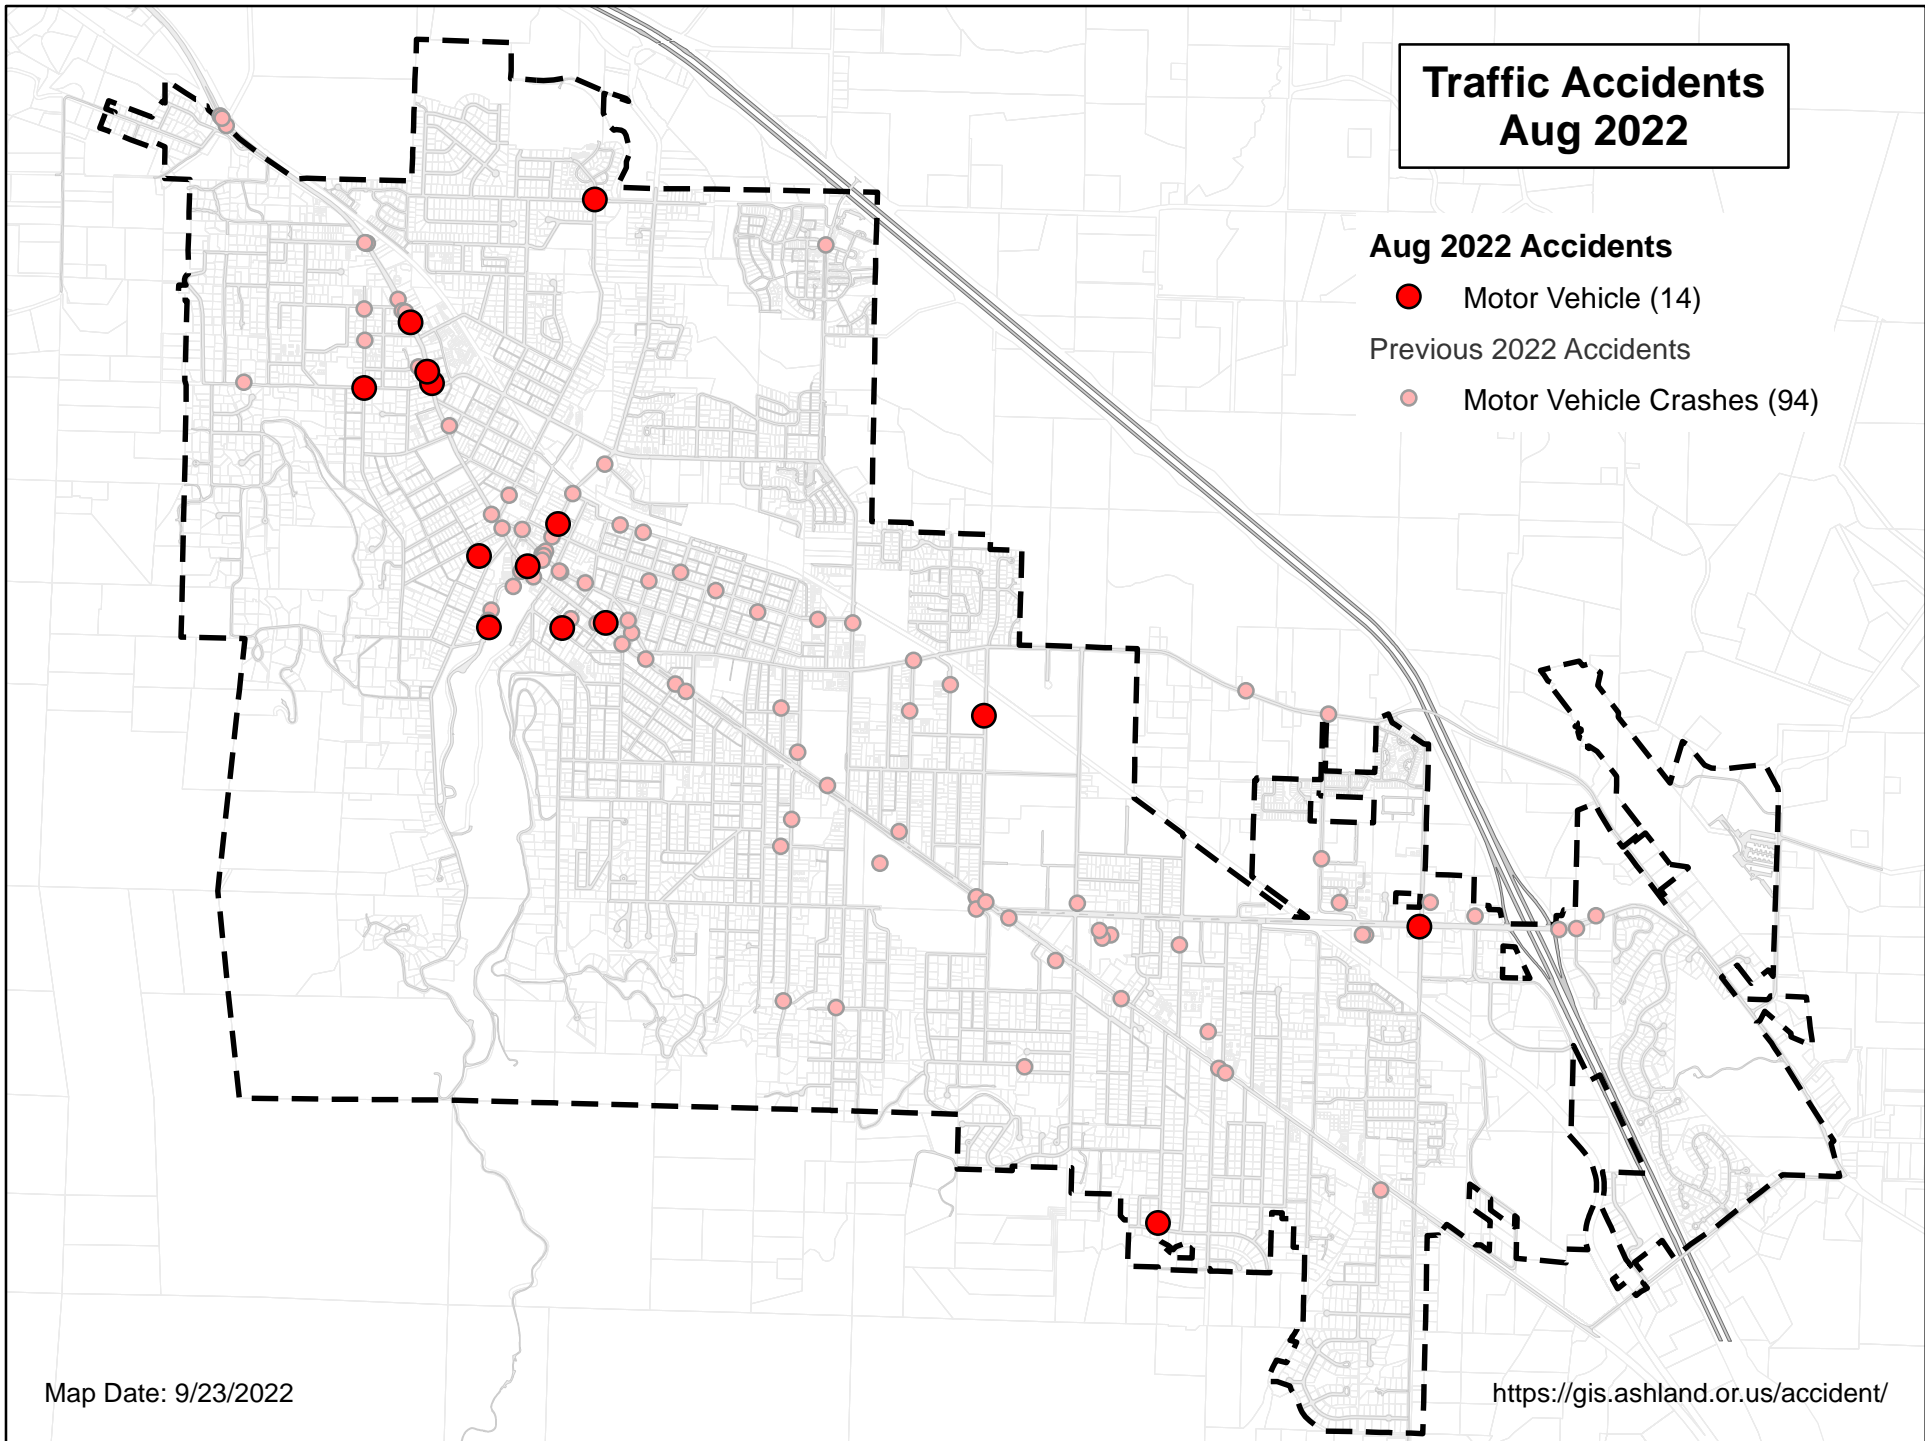 Traffic Accidents
Aug 2022
Aug 2022 Accidents
Motor Vehicle (14)
Previous 2022 Accidents
Motor Vehicle Crashes (94)
Map Date: 9/23/2022
https://gis.ashland.or.us/accident/